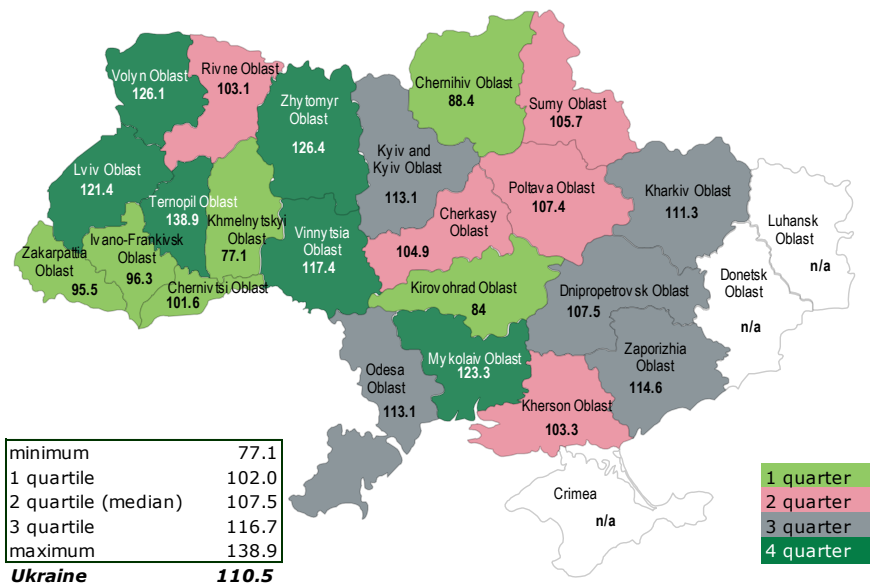 Volyn Oblast
126.1
Rivne Oblast
103.1
Zhytomyr
Oblast
126.4
Chernihiv Oblast
88.4
Sumy Oblast
105.7
Kyiv and
Kyiv Oblast
113.1
Lviv Oblast
121.4
Ternopil Oblast
138.9
Khmelnytskyi
Oblast
77.1
Vinnytsia
Oblast
117.4
Cherkasy
Oblast
104.9
Poltava Oblast
107.4
Kharkiv Oblast
111.3
Luhansk
Oblast
n/a
Donetsk
Oblast
n/a
Zakarpattia
Oblast
95.5
Ivano-Frankivsk
Oblast
96.3
Chernivtsi Oblast
101.6
Kirovohrad Oblast
84
Dnipropetrovsk Oblast
107.5
Zaporizhia
Oblast
114.6
Odesa
Oblast
113.1
Mykolaiv Oblast
123.3
Kherson Oblast
103.3
Crimea
n/a
minimum 77.1
1 quartile 102.0
2 quartile (median) 107.5
3 quartile 116.7
maximum 138.9
Ukraine 110.5
1 quarter
2 quarter
3 quarter
4 quarter